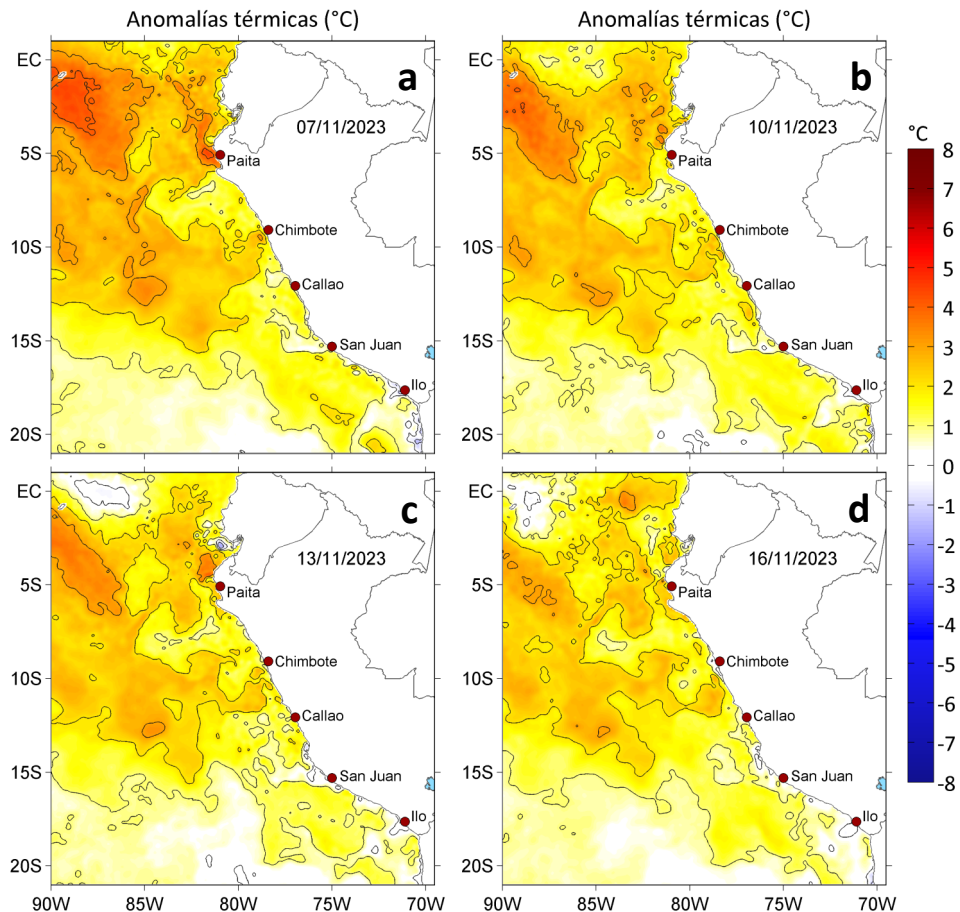 Anomalías térmicas (°C)
Anomalías térmicas (°C)
EC
5S
10S
15S
20S
a
07/11/2023
Paita
Chimbote
Callao
San Juan
Ilo
b
10/11/2023
EC
5S
10S
15S
20S
Paita
Chimbote
Callao
San Juan
Ilo
c
13/11/2023
EC
5S
10S
15S
20S
Paita
Chimbote
Callao
San Juan
Ilo
90W 85W 80W 75W 70W
d
16/11/2023
EC
5S
10S
15S
20S
Paita
Chimbote
Callao
San Juan
Ilo
90W 85W 80W 75W 70W
°C
8
7
6
5
4
3
2
1
0
-1
-2
-3
-4
-5
-6
-7
-8